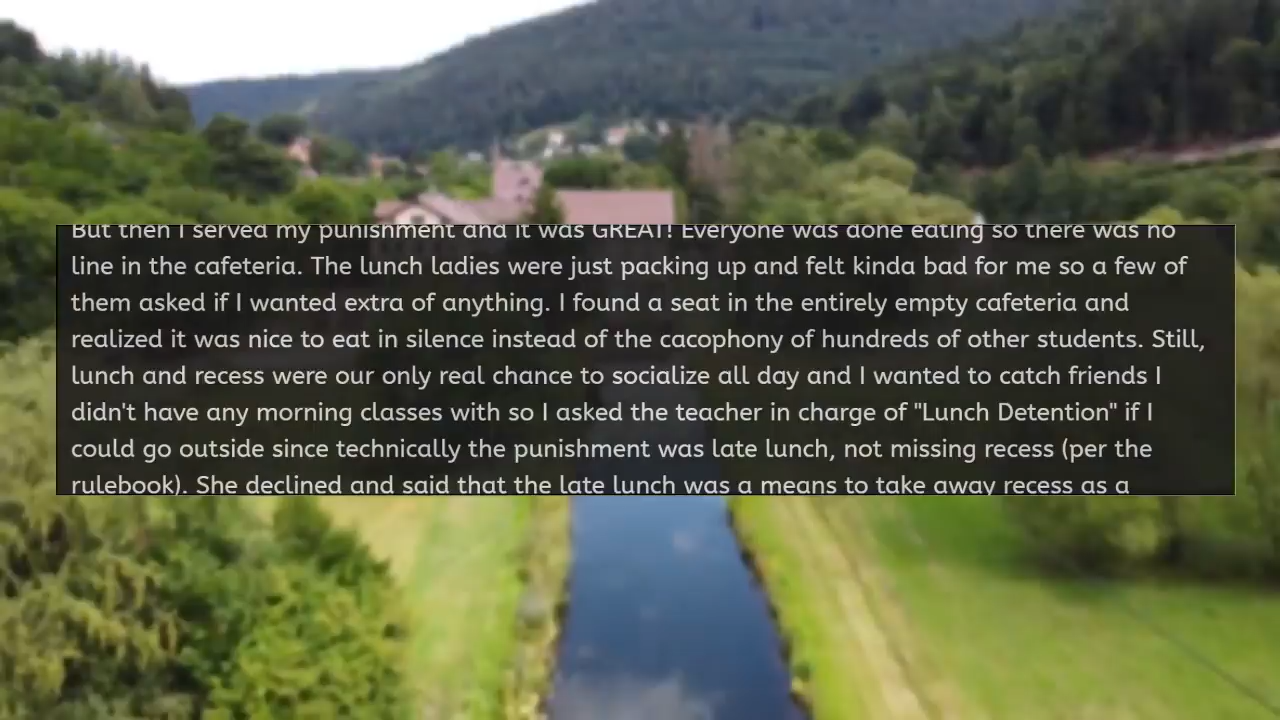 But then I served my punishment and it was GREAT! Everyone was done eating so there was no
line in the cafeteria. The lunch ladies were just packing up and felt kinda bad for me so a few of
them asked if I wanted extra of anything. I found a seat in the entirely empty cafeteria and
realized it was nice to eat in silence instead of the cacophony of hundreds of other students. Still,
lunch and recess were our only real chance to socialize all day and I wanted to catch friends I
didn't have any morning classes with so I asked the teacher in charge of "Lunch Detention" if I
could go outside since technically the punishment was late lunch, not missing recess (per the
rulebook). She declined and said that the late lunch was a means to take away recess as a